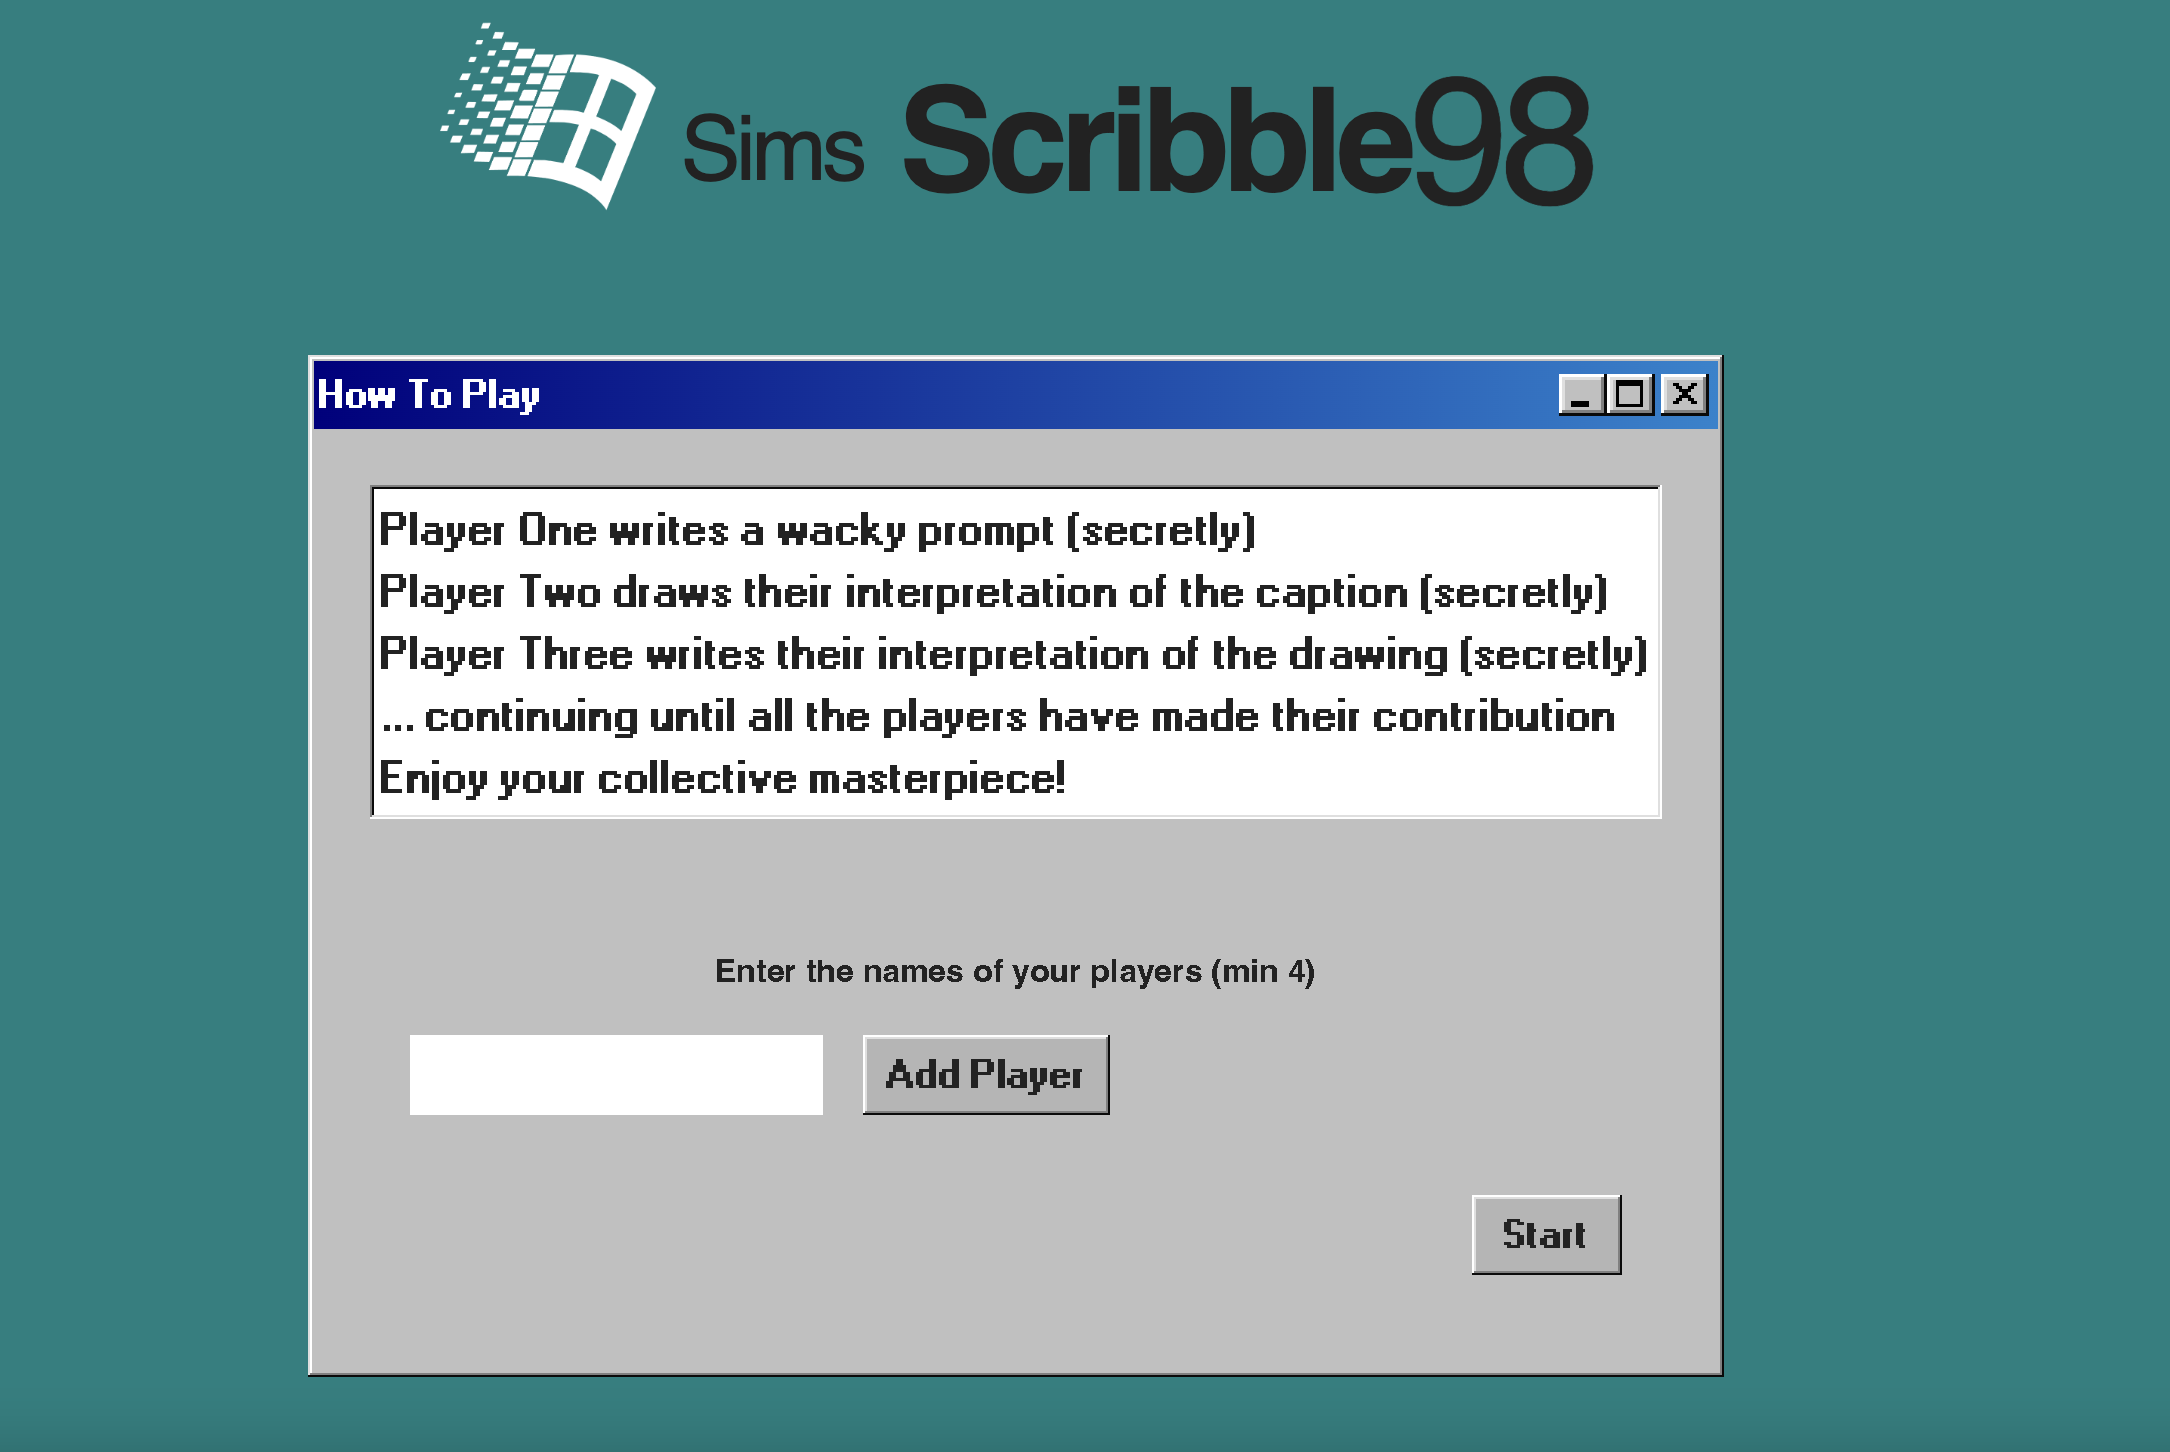 Sims Scribble98
How To Play
Player One writes a wacky prompt (secretly)
Player Two draws their interpretation of the caption (secretly)
Player Three writes their interpretation of the drawing (secretly)
... continuing until all the players have made their contribution
Enjoy your collective masterpiece!
Enter the names of your players (min 4)
Add Player
Start